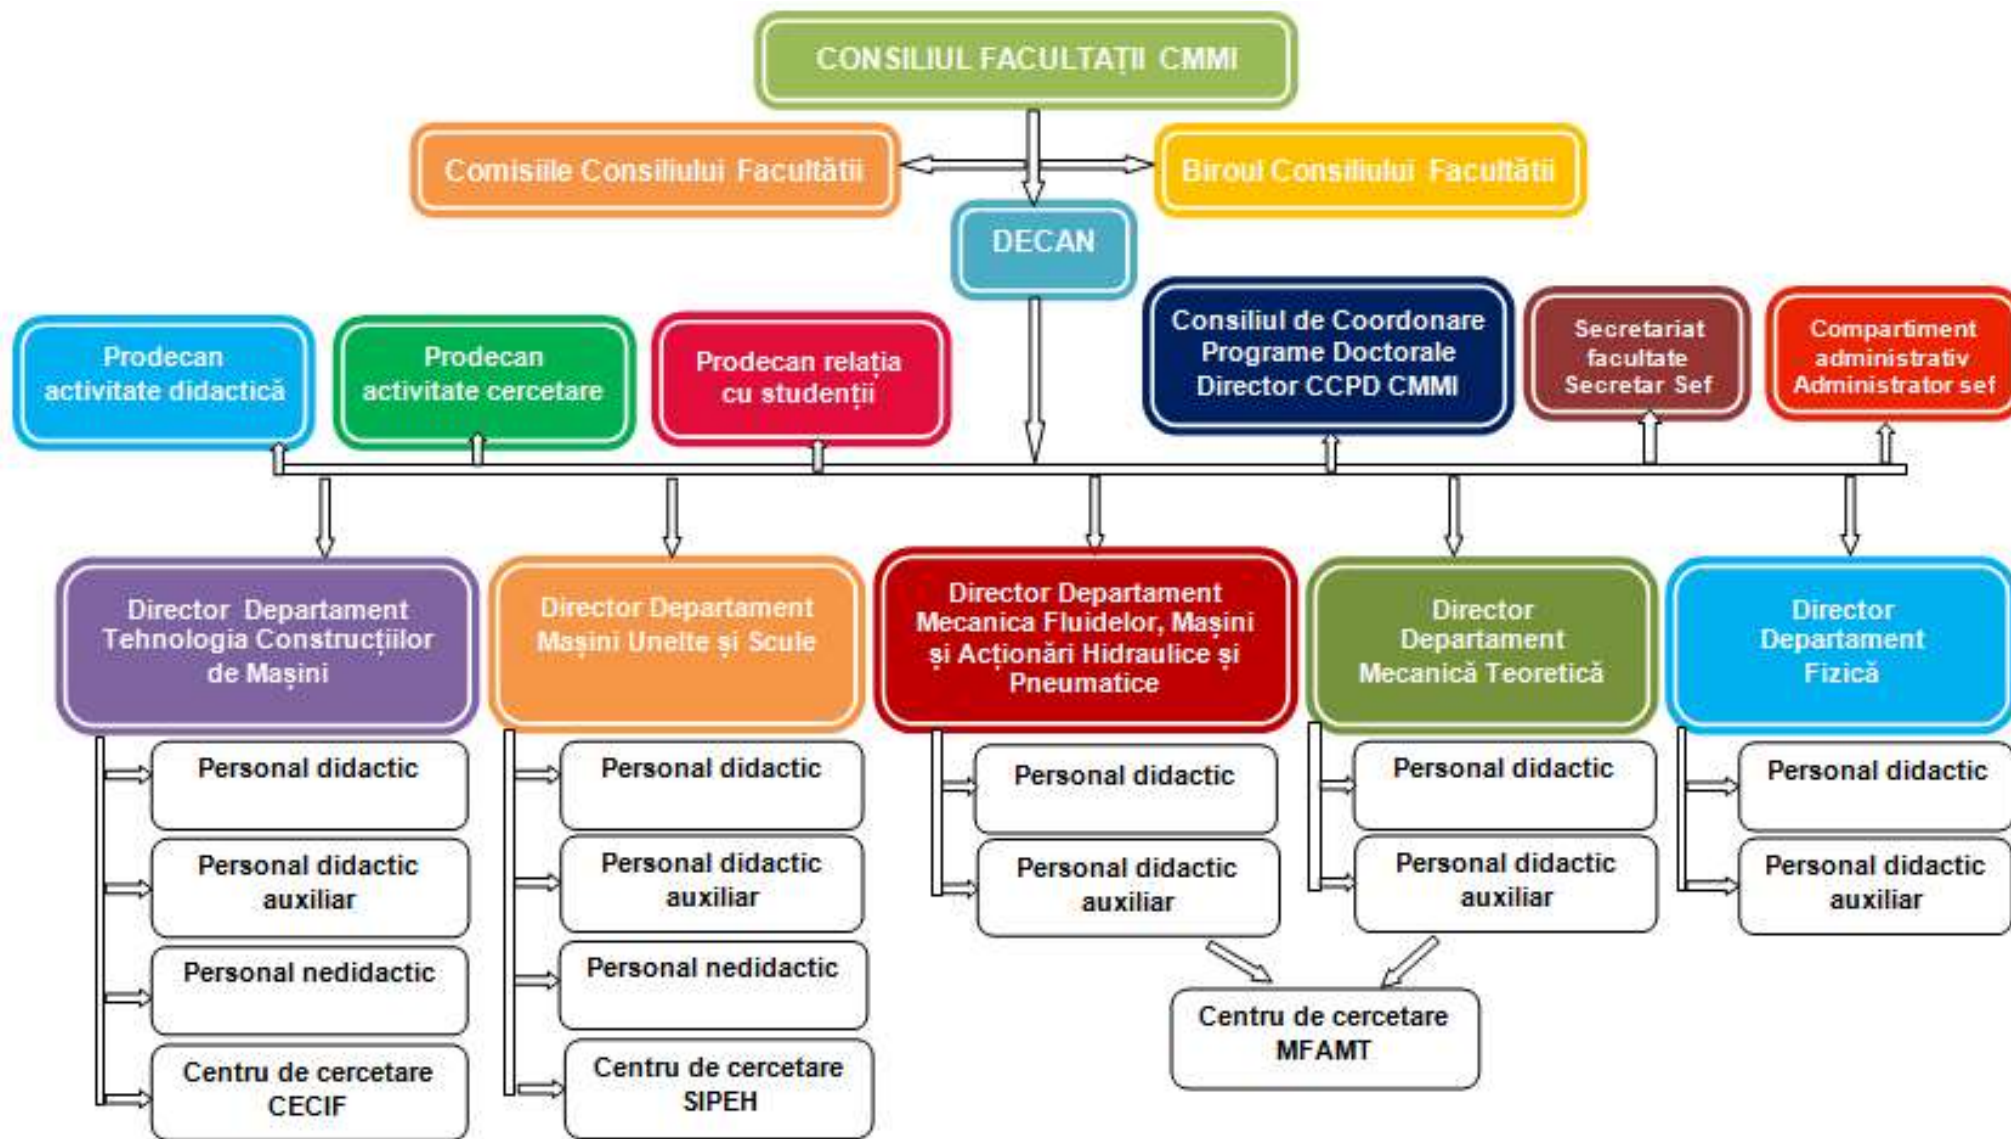 CONSILIUL FACULTAȚII CMMI
Comisiile Consiliului Facultătii
Biroul Consiliului Facultătii
DECAN
Prodecan
activitate didactică
Prodecan
activitate cercetare
Prodecan relația
cu studenții
Consiliul de Coordonare
Programe Doctorale
Director CCPD CMMI
Secretariat
facultate
Secretar Sef
Compartiment
administrativ
Administrator sef
Director Departament
Tehnologia Construcțiilor
de Mașini
Director Departament
Mașini Unelte și Scule
Director Departament
Mecanica Fluidelor, Mașini
și Acționări Hidraulice și
Pneumatice
Director
Departament
Mecanică Teoretică
Director
Departament
Fizică
Personal didactic
Personal didactic
auxiliar
Personal nedidactic
Centru de cercetare
CECIF
Personal didactic
Personal didactic
auxiliar
Personal nedidactic
Centru de cercetare
SIPEH
Personal didactic
Personal didactic
auxiliar
Personal didactic
Personal didactic
auxiliar
Centru de cercetare
MFAMT
Personal didactic
Personal didactic
auxiliar